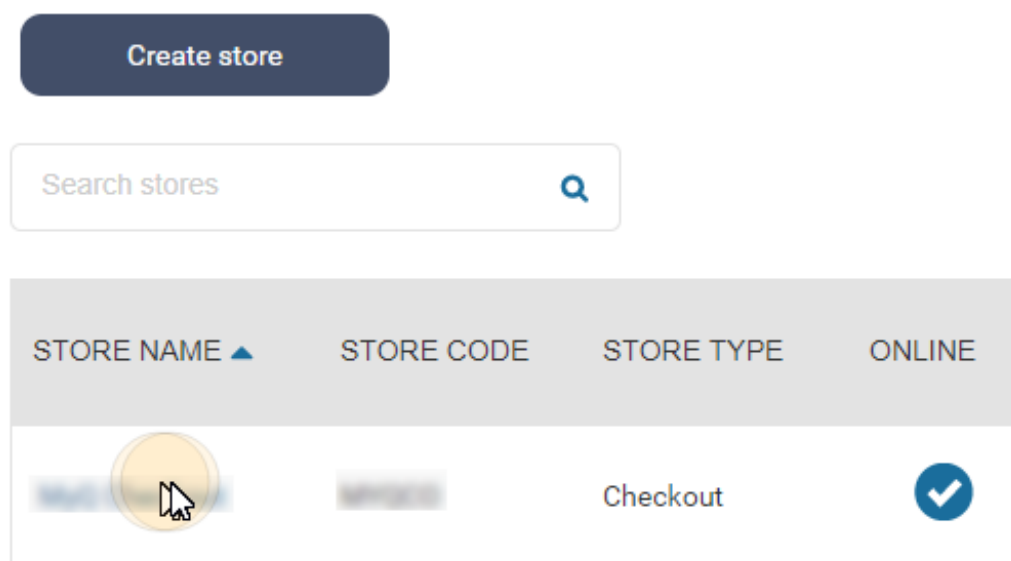 Create store
Search stores
STORE NAME STORE CODE STORE TYPE ONLINE
Checkout